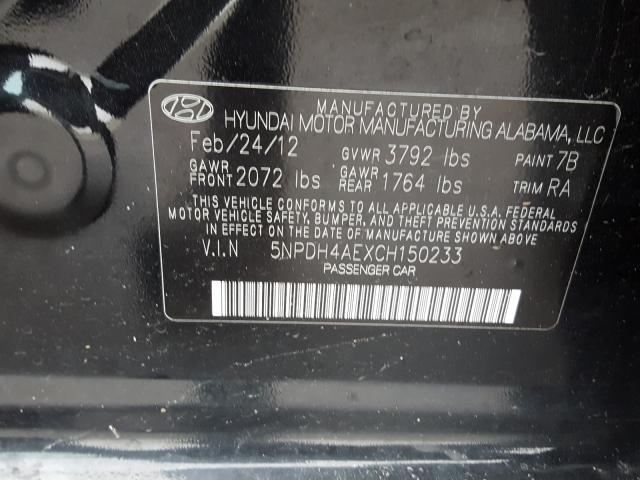 MANUFACTURED BY
HYUNDAI MOTOR MANUFACTURING ALABAMA, LLC
Feb/24/12 GVWR 3792 lbs PAINT 7B
GAWR FRONT 2072 lbs GAWR REAR 1764 lbs TRIM RA
THIS VEHICLE CONFORMS TO ALL APPLICABLE U.S.A. FEDERAL
MOTOR VEHICLE SAFETY, BUMPER, AND THEFT PREVENTION
STANDARDS IN EFFECT ON THE DATE OF MANUFACTURE SHOWN ABOVE.
V.I.N 5NPDH4AEXCH150233
PASSENGER CAR